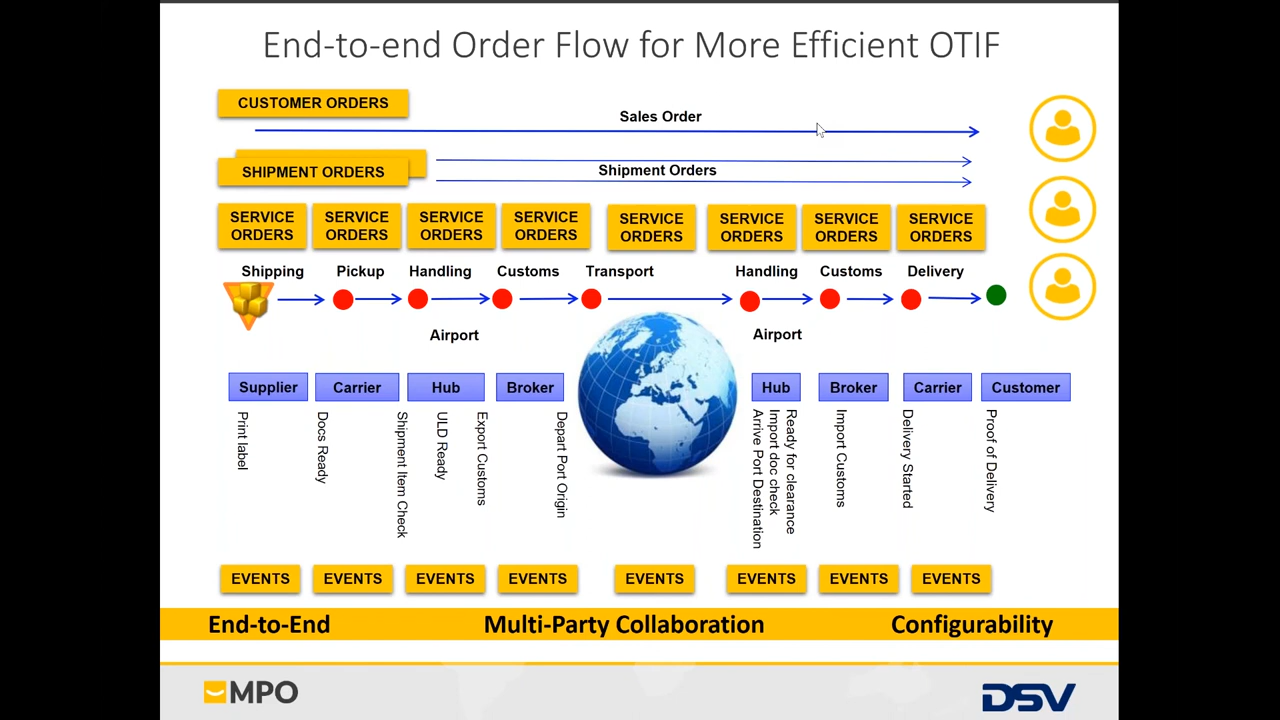 End-to-end Order Flow for More Efficient OTIF
CUSTOMER ORDERS
Sales Order
SHIPMENT ORDERS
Shipment Orders
SERVICE ORDERS
SERVICE ORDERS
SERVICE ORDERS
SERVICE ORDERS
SERVICE ORDERS
SERVICE ORDERS
SERVICE ORDERS
SERVICE ORDERS
Shipping
Pickup
Handling
Customs
Transport
Handling
Customs
Delivery
Airport
Airport
Supplier
Carrier
Hub
Broker
Hub
Broker
Carrier
Customer
Print label
Docs Ready
Shipment Item Check
ULD Ready
Export Customs
Depart Port Origin
Arrive Port Destination
Import doc check
Ready for clearance
Import Customs
Delivery Started
Proof of Delivery
EVENTS
EVENTS
EVENTS
EVENTS
EVENTS
EVENTS
EVENTS
EVENTS
End-to-End
Multi-Party Collaboration
Configurability
MPO
DSV